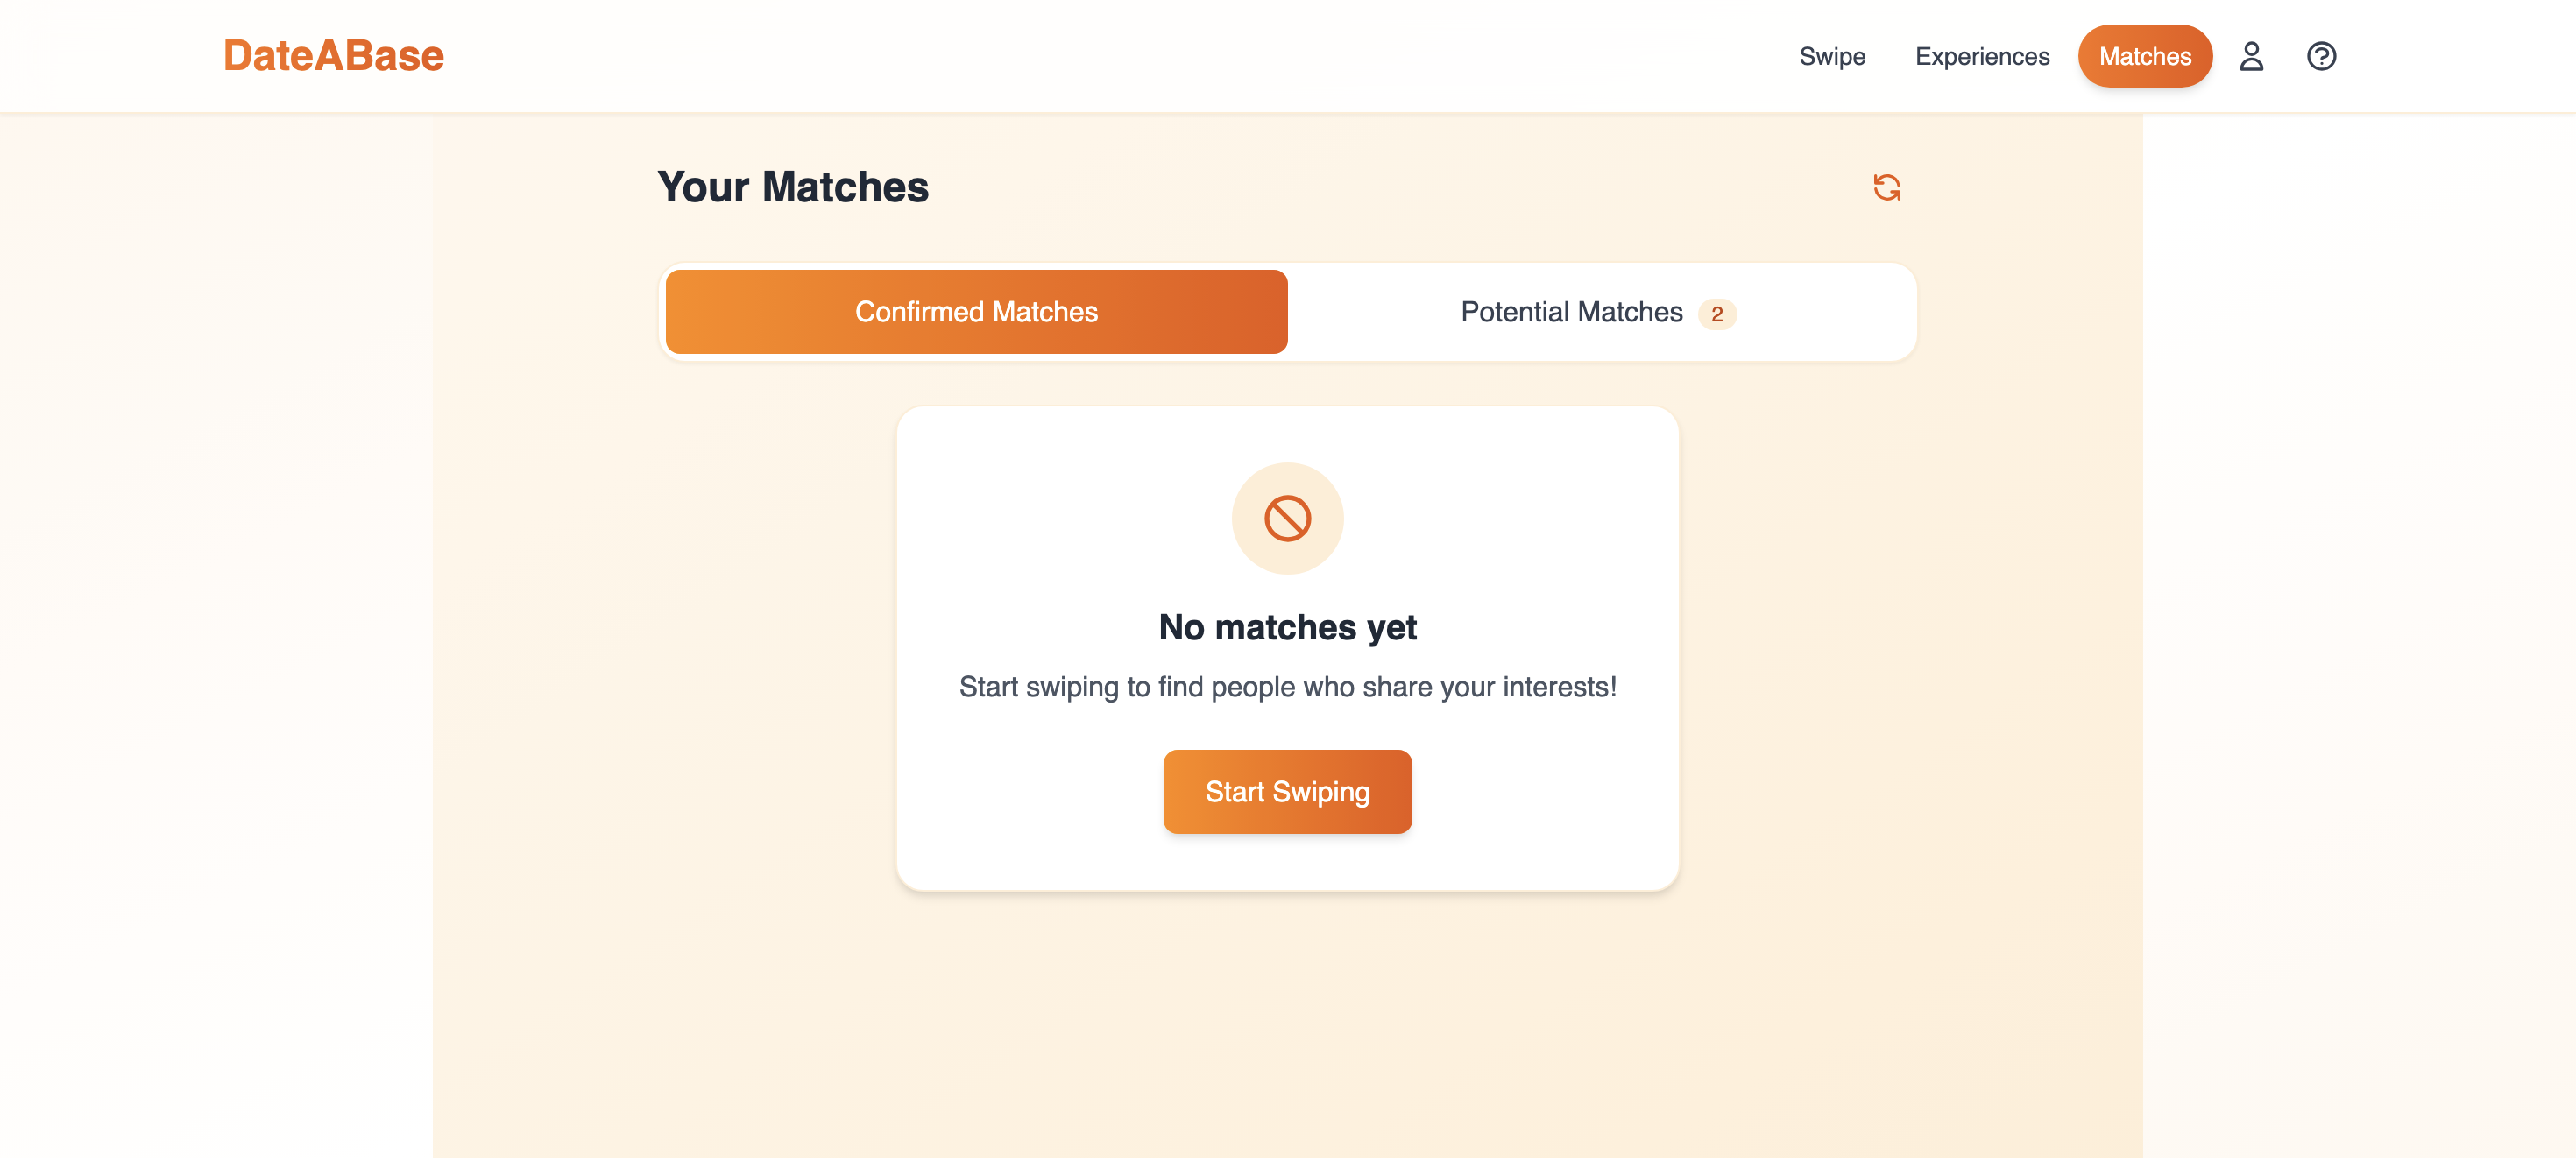 DateABase
Swipe
Experiences
Matches
Your Matches
Confirmed Matches
Potential Matches 2
No matches yet
Start swiping to find people who share your interests!
Start Swiping